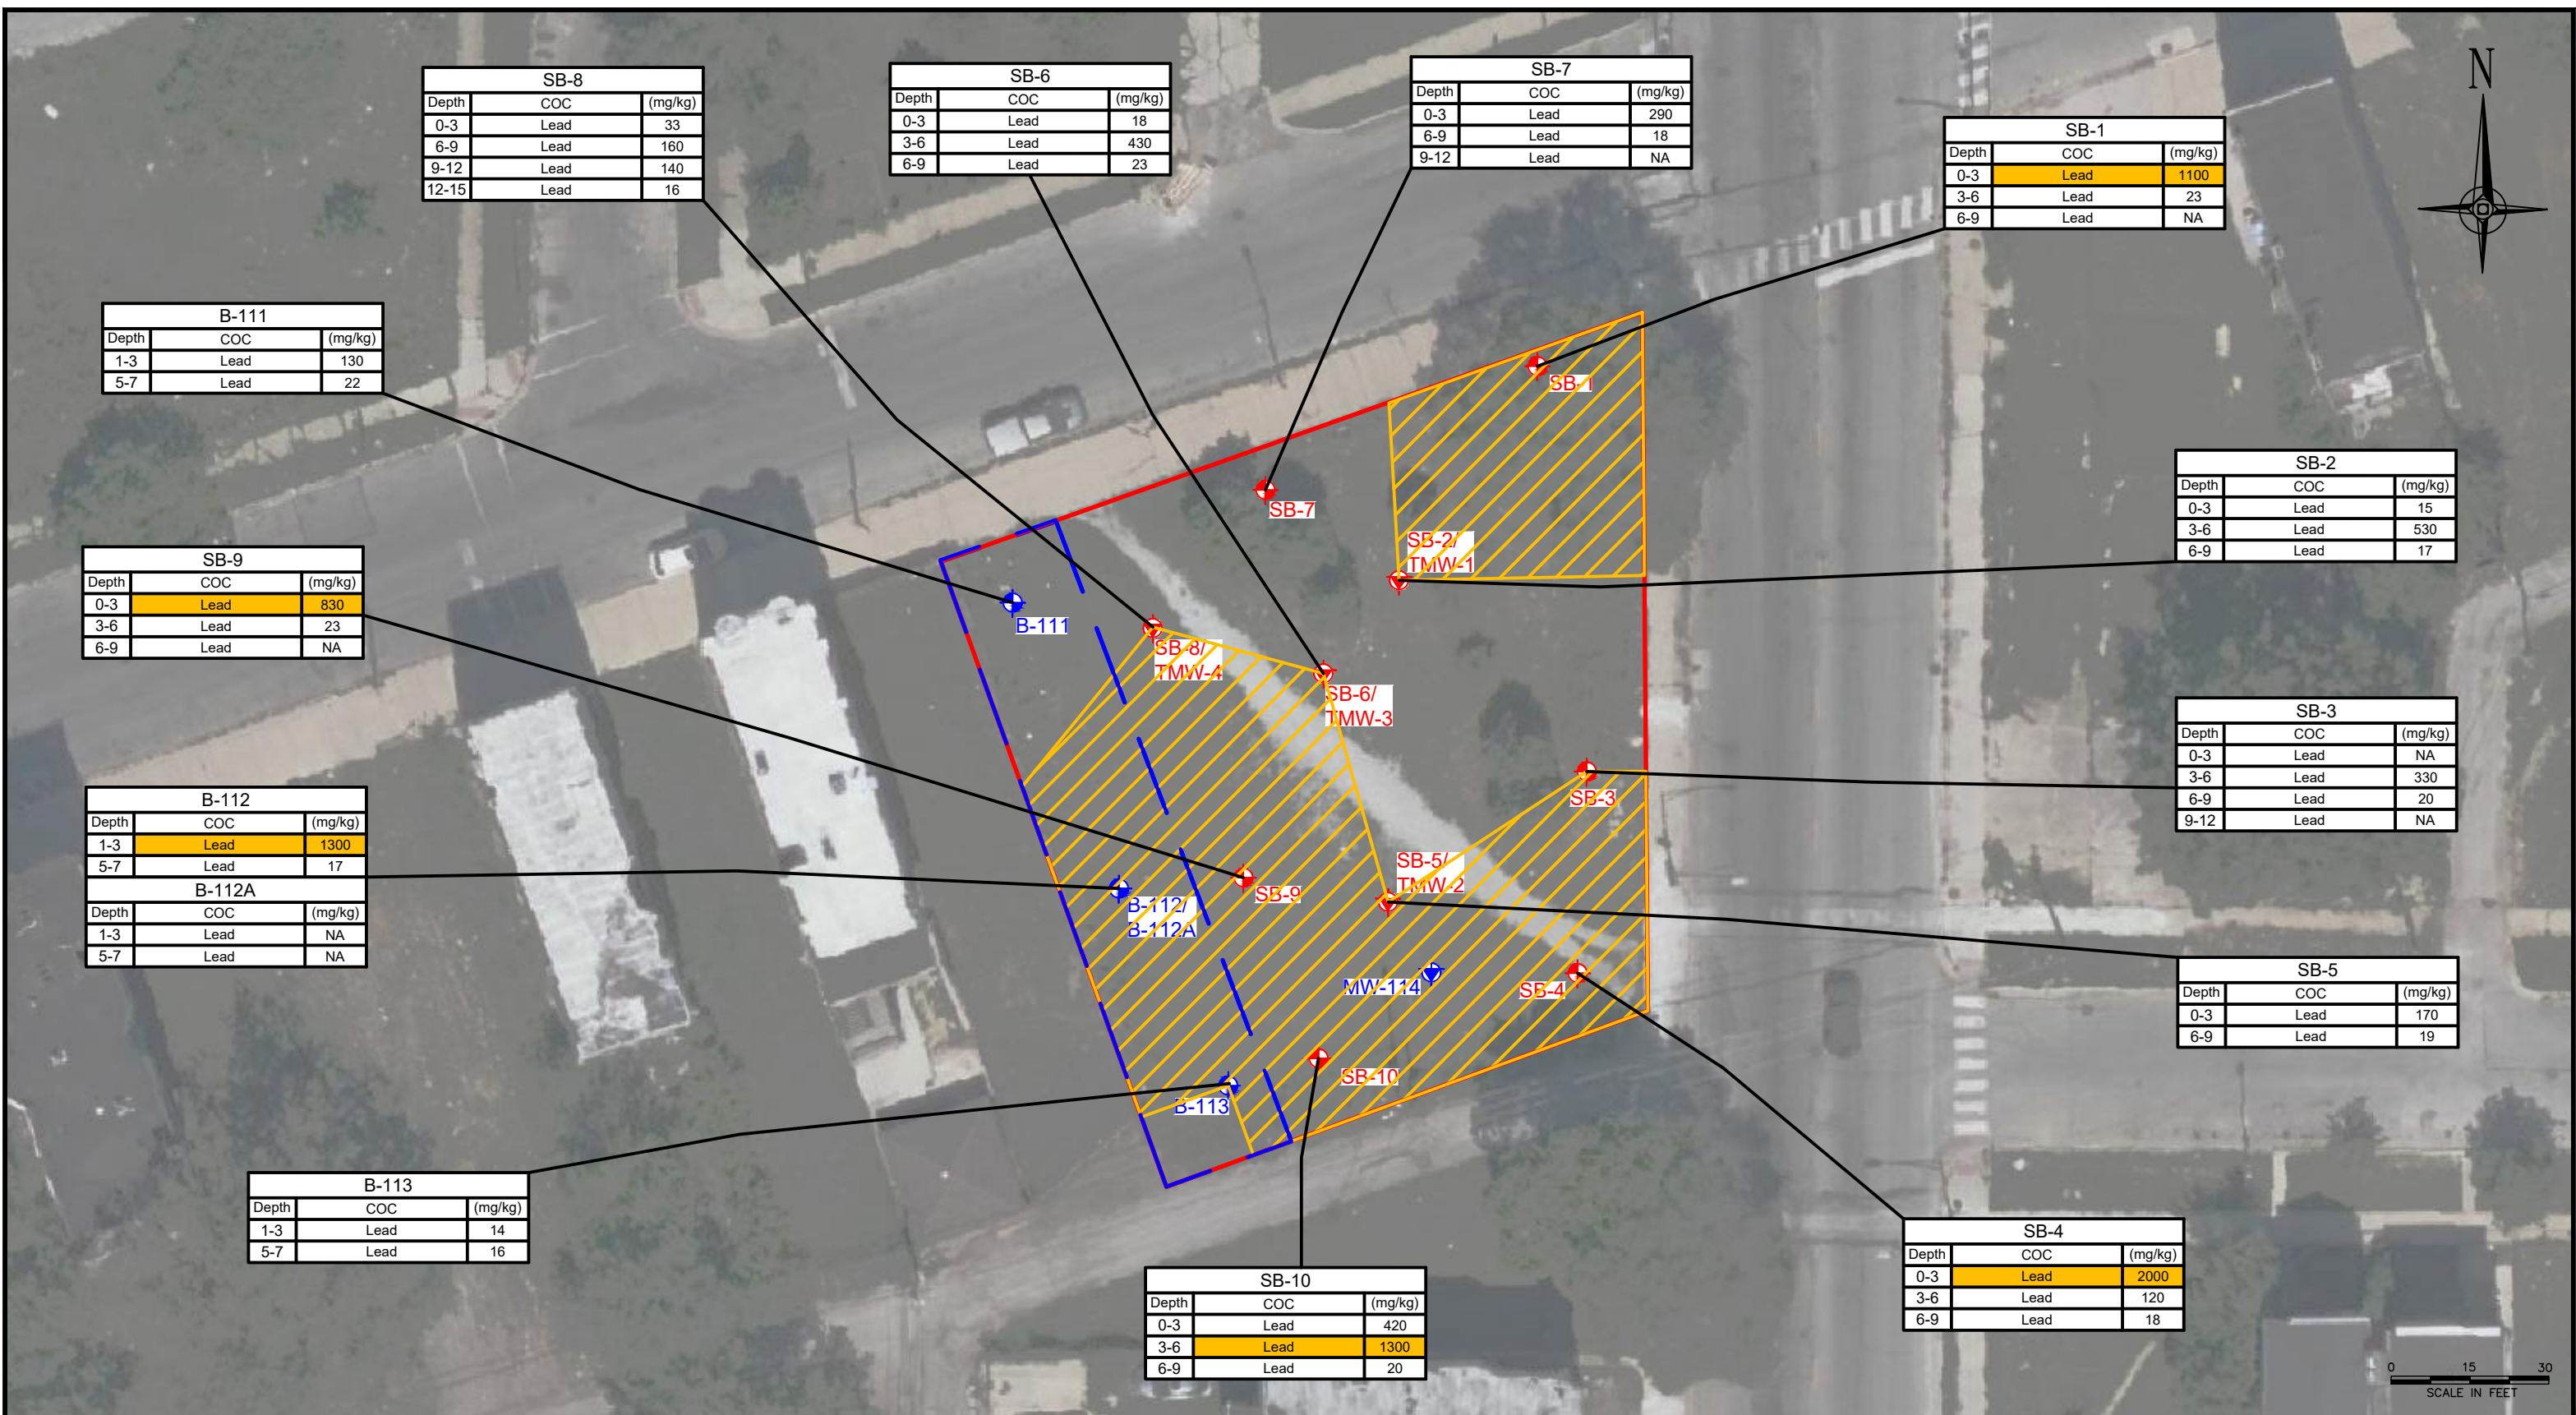 SB-8
Depth COC (mg/kg)
0-3 Lead 33
6-9 Lead 160
9-12 Lead 140
12-15 Lead 16
SB-6
Depth COC (mg/kg)
0-3 Lead 18
3-6 Lead 430
6-9 Lead 23
SB-7
Depth COC (mg/kg)
0-3 Lead 290
6-9 Lead 18
9-12 Lead NA
SB-1
Depth COC (mg/kg)
0-3 Lead 1100
3-6 Lead 23
6-9 Lead NA
N
B-111
Depth COC (mg/kg)
1-3 Lead 130
5-7 Lead 22
SB-2
Depth COC (mg/kg)
0-3 Lead 15
3-6 Lead 530
6-9 Lead 17
SB-9
Depth COC (mg/kg)
0-3 Lead 830
3-6 Lead 23
6-9 Lead NA
SB-3
Depth COC (mg/kg)
0-3 Lead NA
3-6 Lead 330
6-9 Lead 20
9-12 Lead NA
B-112
Depth COC (mg/kg)
1-3 Lead 1300
5-7 Lead 17
B-112A
Depth COC (mg/kg)
1-3 Lead NA
5-7 Lead NA
SB-5
Depth COC (mg/kg)
0-3 Lead 170
6-9 Lead 19
B-113
Depth COC (mg/kg)
1-3 Lead 14
5-7 Lead 16
SB-10
Depth COC (mg/kg)
0-3 Lead 420
3-6 Lead 1300
6-9 Lead 20
SB-4
Depth COC (mg/kg)
0-3 Lead 2000
3-6 Lead 120
6-9 Lead 18
SB-1
SB-7
SB-2/
TMW-1
B-111
SB-8/
TMW-4
SB-6/
TMW-3
SB-3
SB-5/
TMW-2
SB-9
B-112/
B-112A
MW-114
SB-4
SB-10
B-113
0 15 30
SCALE IN FEET